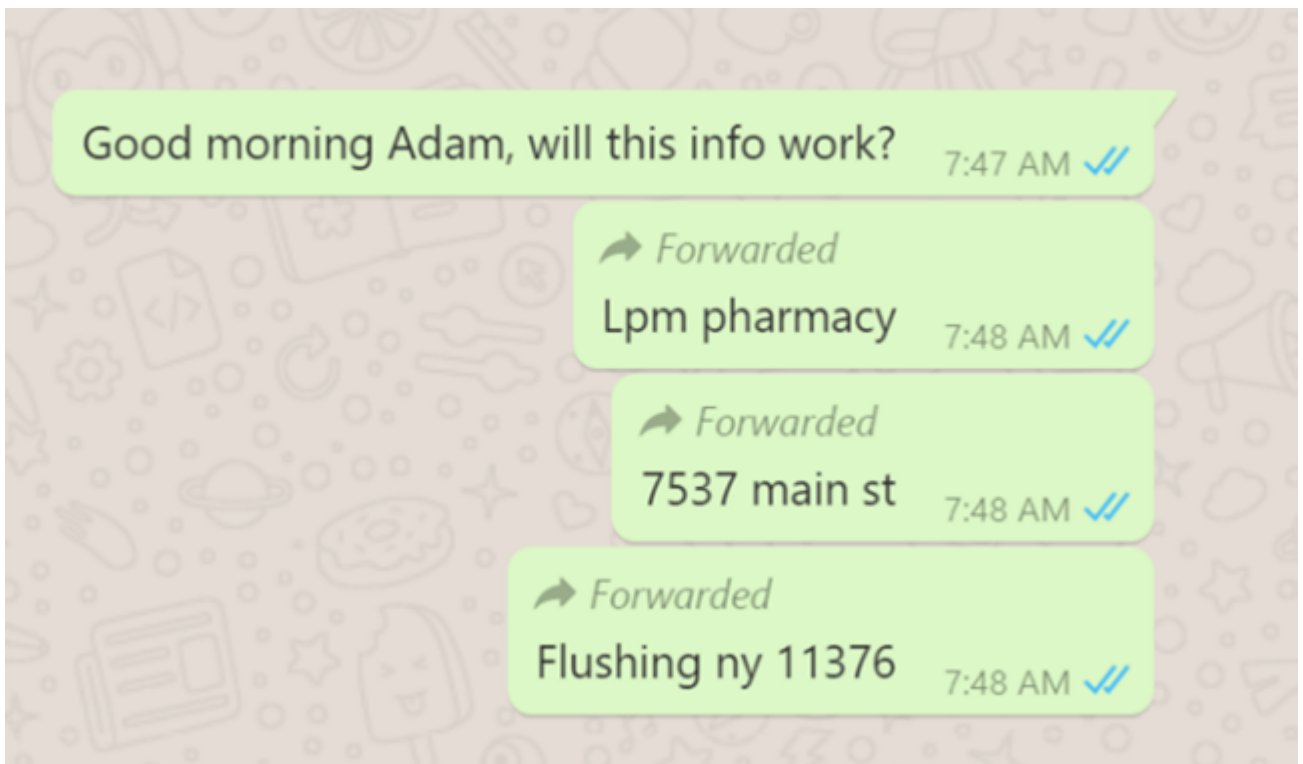 Good morning Adam, will this info work?
7:47 AM
Forwarded
Lpm pharmacy
7:48 AM
Forwarded
7537 main st
7:48 AM
Forwarded
Flushing ny 11376
7:48 AM